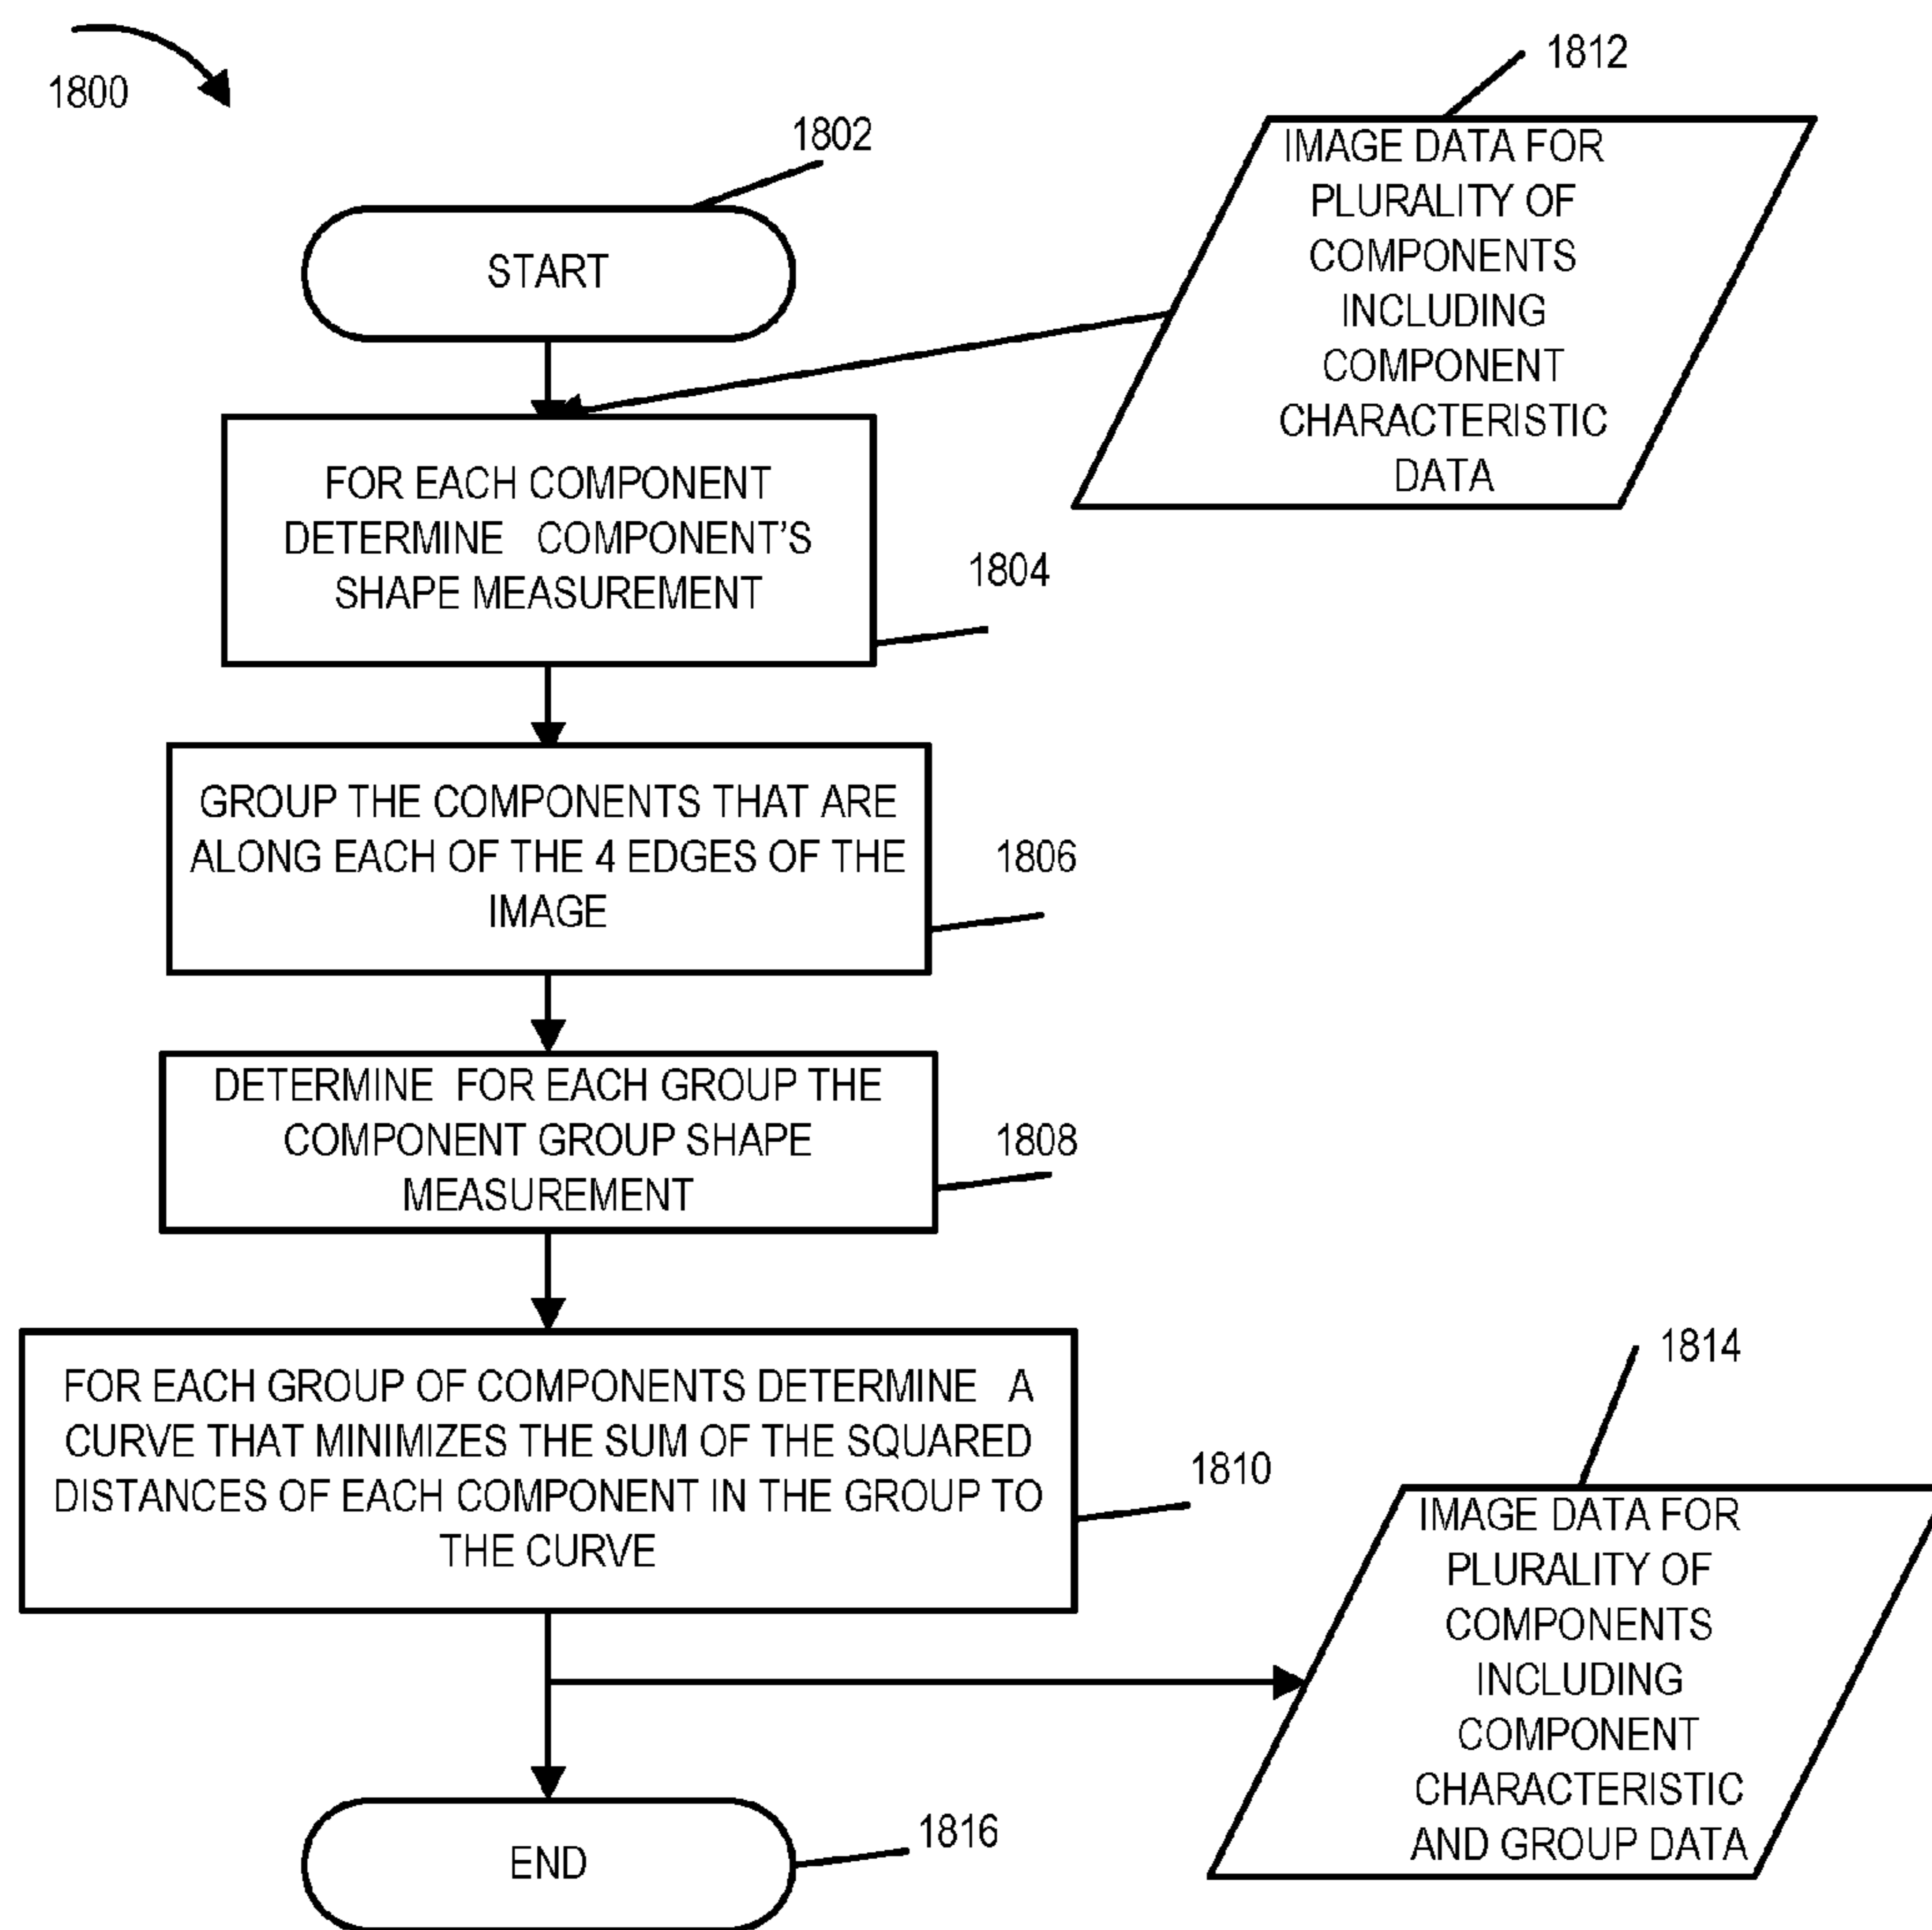 1800
1802
START
1812
IMAGE DATA FOR
PLURALITY OF
COMPONENTS
INCLUDING
COMPONENT
CHARACTERISTIC
DATA
FOR EACH COMPONENT
DETERMINE COMPONENT'S
SHAPE MEASUREMENT
1804
GROUP THE COMPONENTS THAT ARE
ALONG EACH OF THE 4 EDGES OF THE
IMAGE
1806
DETERMINE FOR EACH GROUP THE
COMPONENT GROUP SHAPE
MEASUREMENT
1808
FOR EACH GROUP OF COMPONENTS DETERMINE A
CURVE THAT MINIMIZES THE SUM OF THE SQUARED
DISTANCES OF EACH COMPONENT IN THE GROUP TO
THE CURVE
1810
1814
IMAGE DATA FOR
PLURALITY OF
COMPONENTS
INCLUDING
COMPONENT
CHARACTERISTIC
AND GROUP DATA
END
1816